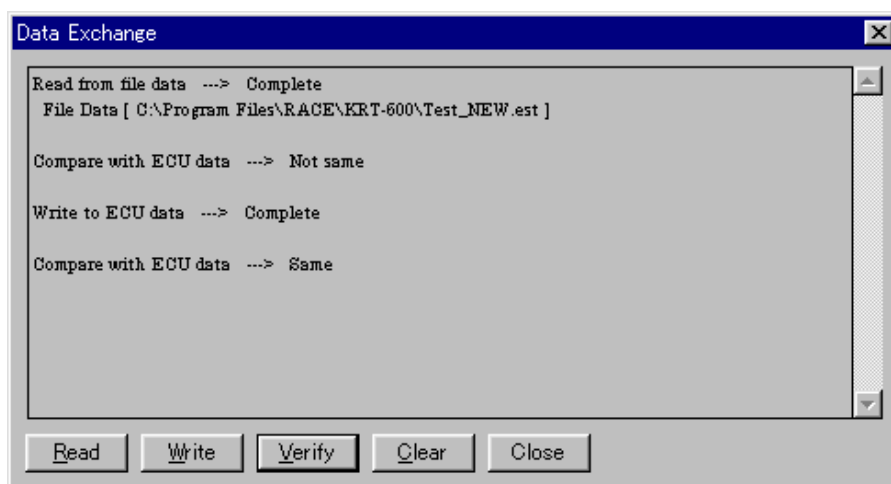 Data Exchange
Read from file data ---> Complete
File Data [ C:\Program Files\RACE\KRT-600\Test_NEW.est ]
Compare with ECU data ---> Not same
Write to ECU data ---> Complete
Compare with ECU data ---> Same
Read Write Verify Clear Close